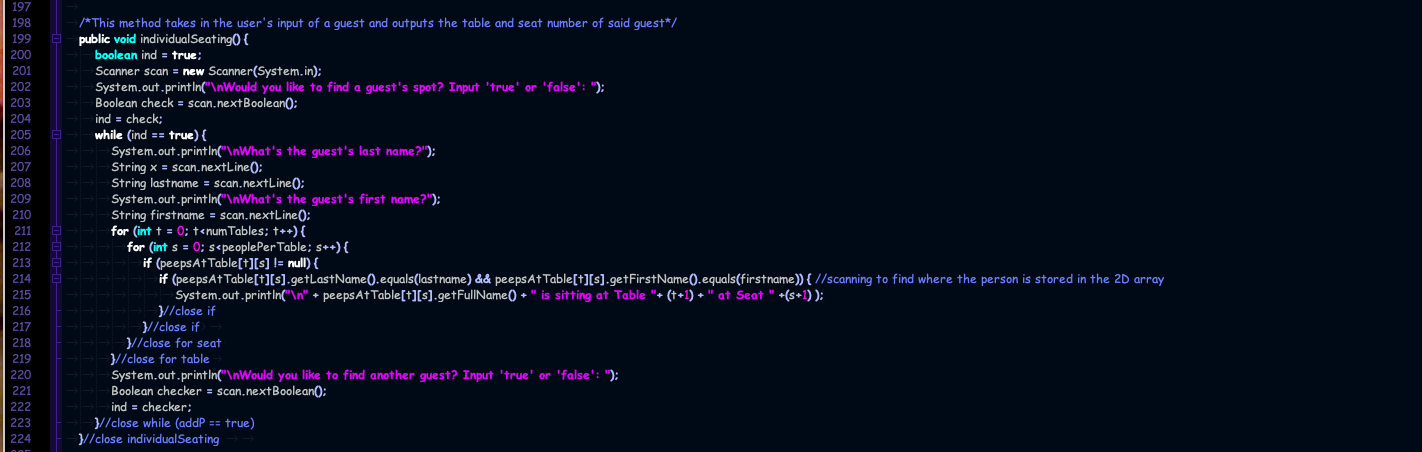 197
198 /*This method takes in the user's input of a guest and outputs the table and seat number of said guest*/
199 public void individualSeating() {
200 boolean ind = true;
201 Scanner scan = new Scanner(System.in);
202 System.out.println("\nWould you like to find a guest's spot? Input 'true' or 'false': ");
203 Boolean check = scan.nextBoolean();
204 ind = check;
205 while (ind == true) {
206 System.out.println("\nWhat's the guest's last name?");
207 String x = scan.nextLine();
208 String lastname = scan.nextLine();
209 System.out.println("\nWhat's the guest's first name?");
210 String firstname = scan.nextLine();
211 for (int t = 0; t<numTables; t++) {
212 for (int s = 0; s<peoplePerTable; s++) {
213 if (peepsAtTable[t][s] != null) {
214 if (peepsAtTable[t][s].getLastName().equals(lastname) && peepsAtTable[t][s].getFirstName().equals(firstname)) { //scanning to find where the person is stored in the 2D array
215 System.out.println("\n" + peepsAtTable[t][s].getFullName() + " is sitting at Table "+ (t+1) + " at Seat " +(s+1) );
216 }//close if
217 }//close if
218 }//close for seat
219 }//close for table
220 System.out.println("\nWould you like to find another guest? Input 'true' or 'false': ");
221 Boolean checker = scan.nextBoolean();
222 ind = checker;
223 }//close while (addP == true)
224 }//close individualSeating